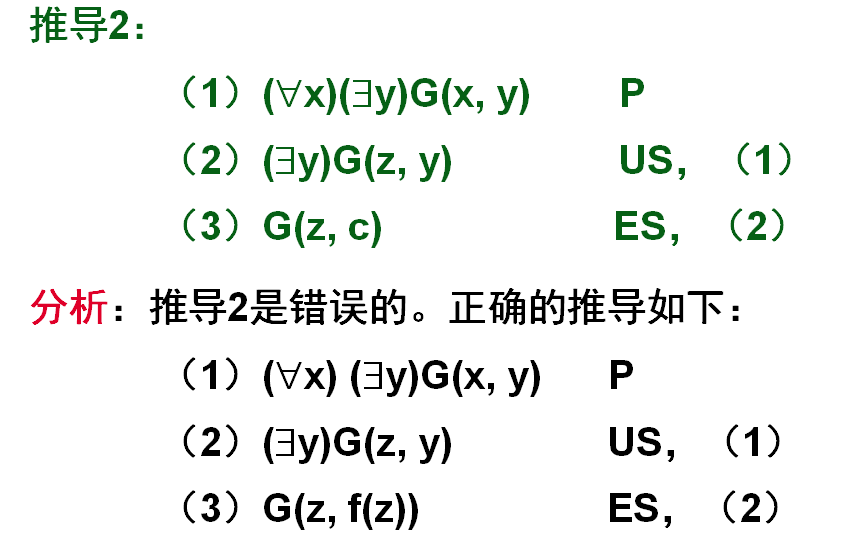 推导2：
（1）(∀x)(∃y)G(x, y) P
（2）(∃y)G(z, y) US，（1）
（3）G(z, c) ES，（2）
分析：推导2是错误的。正确的推导如下：
（1）(∀x) (∃y)G(x, y) P
（2）(∃y)G(z, y) US，（1）
（3）G(z, f(z)) ES，（2）